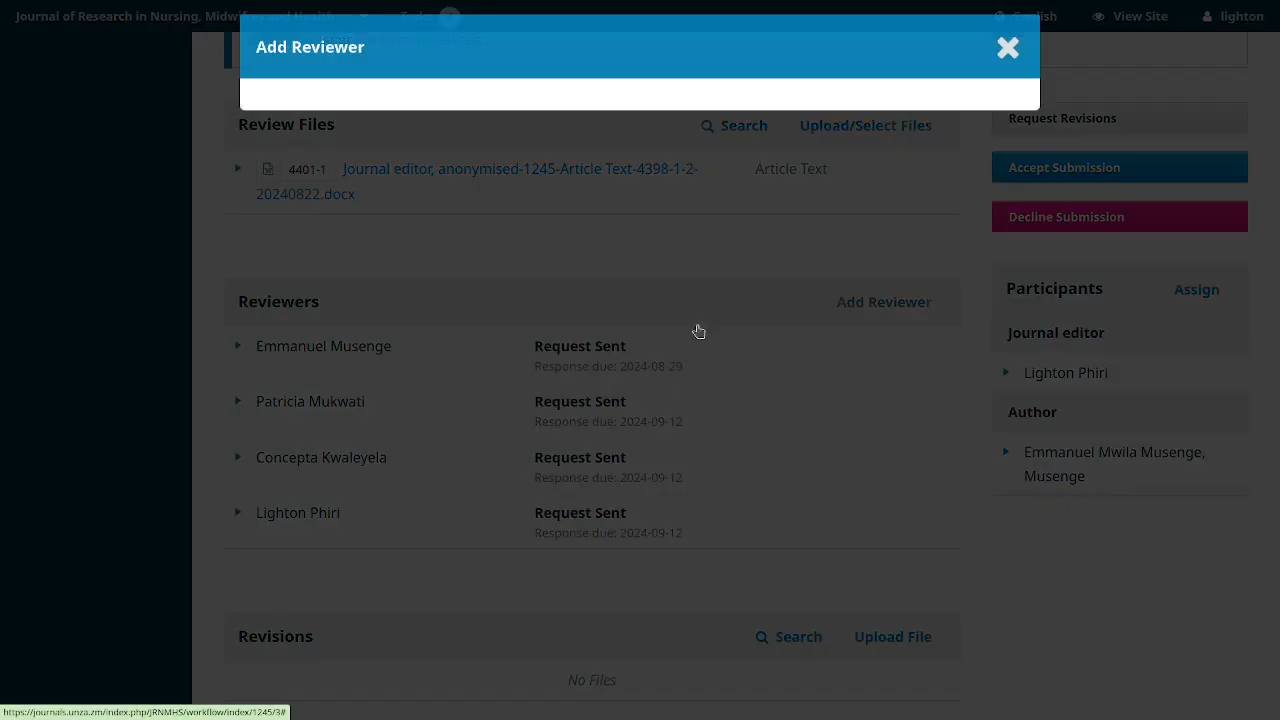 Journal of Research in Nursing, Midwifery and Health
Tasks
English
View Site
lighton
Add Reviewer
Review Files
Search
Upload/Select Files
4401-1 Journal editor, anonymised-1245-Article Text-4398-1-2-
20240822.docx
Article Text
Request Revisions
Accept Submission
Decline Submission
Reviewers
Add Reviewer
Emmanuel Musenge
Request Sent
Response due: 2024-08-29
Patricia Mukwati
Request Sent
Response due: 2024-09-12
Concepta Kwaleyela
Request Sent
Response due: 2024-09-12
Lighton Phiri
Request Sent
Response due: 2024-09-12
Participants
Assign
Journal editor
Lighton Phiri
Author
Emmanuel Mwila Musenge,
Musenge
Revisions
Search
Upload File
No Files
https://journals.unza.zm/index.php/JRNMHS/workflow/index/1245/3#